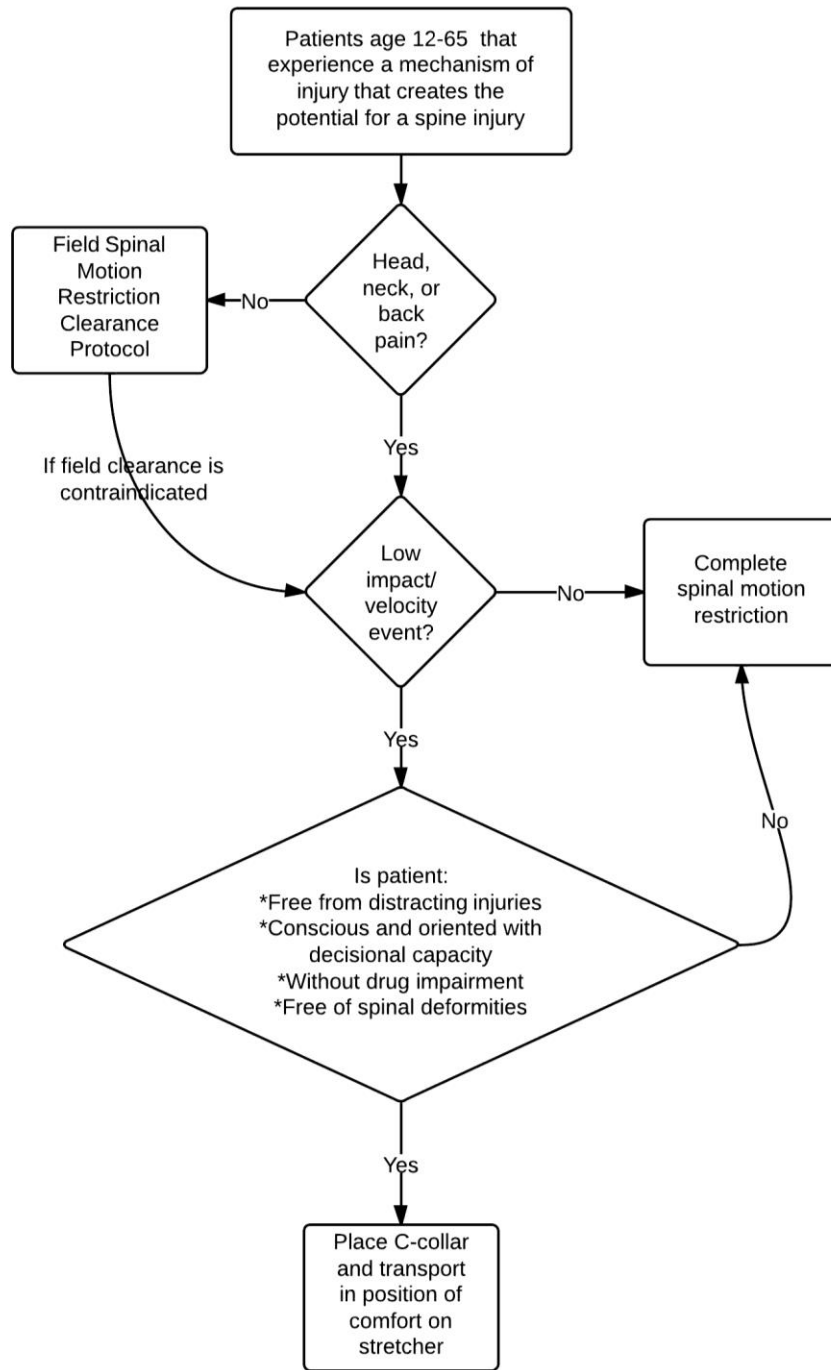 Patients age 12-65 that
experience a mechanism of
injury that creates the
potential for a spine injury
Head,
neck, or
back
pain?
No
Field Spinal
Motion
Restriction
Clearance
Protocol
If field clearance is
contraindicated
Yes
Low
impact/
velocity
event?
No
Complete
spinal motion
restriction
Yes
Is patient:
*Free from distracting injuries
*Conscious and oriented with
decisional capacity
*Without drug impairment
*Free of spinal deformities
No
Yes
Place C-collar
and transport
in position of
comfort on
stretcher